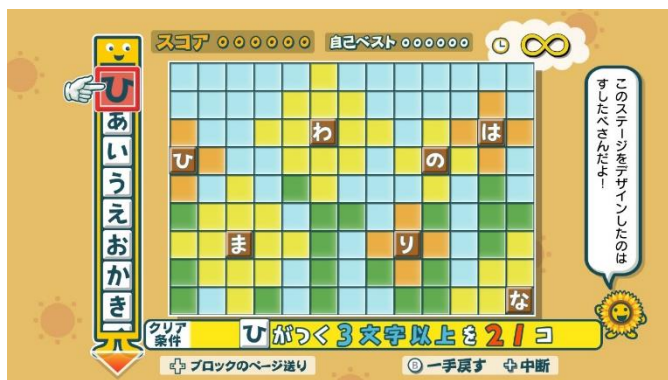 スコア 000000 自己ベスト 000000 ∞
ひ
あ
い
う
え
お
か
き
わ は
ひ の
ま り
な
このステージをデザインしたのは
すしたべさんだよ!
クリア条件 ひがつく3文字以上を21コ
ブロックのページ送り Ⓑ一手戻す 中断